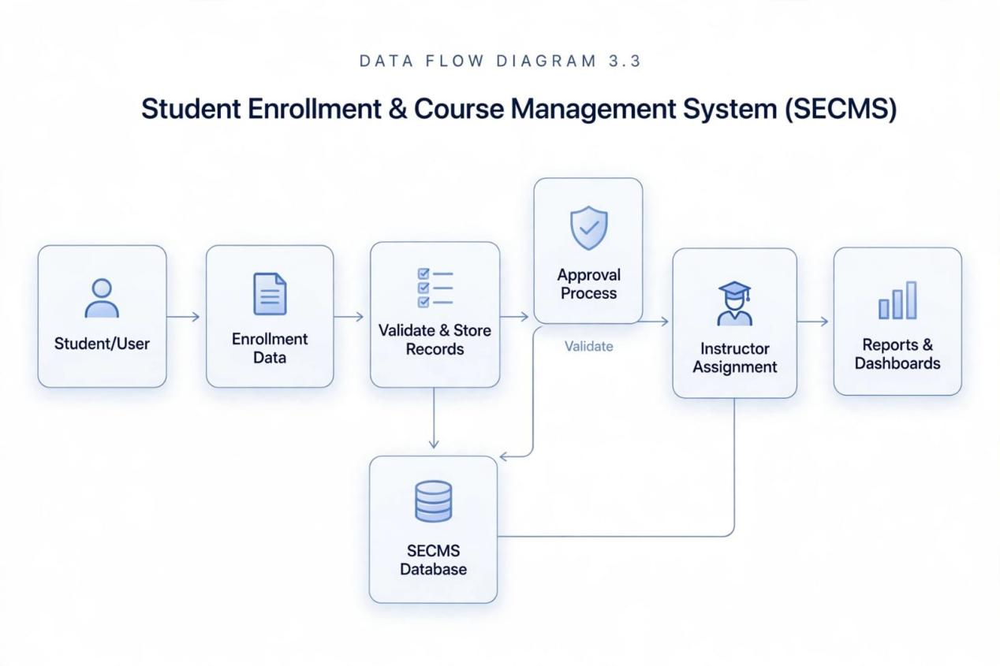 DATA FLOW DIAGRAM 3.3
Student Enrollment & Course Management System (SECMS)
Student/User
Enrollment
Data
Validate & Store
Records
Approval
Process
Validate
Instructor
Assignment
Reports &
Dashboards
SECMS
Database